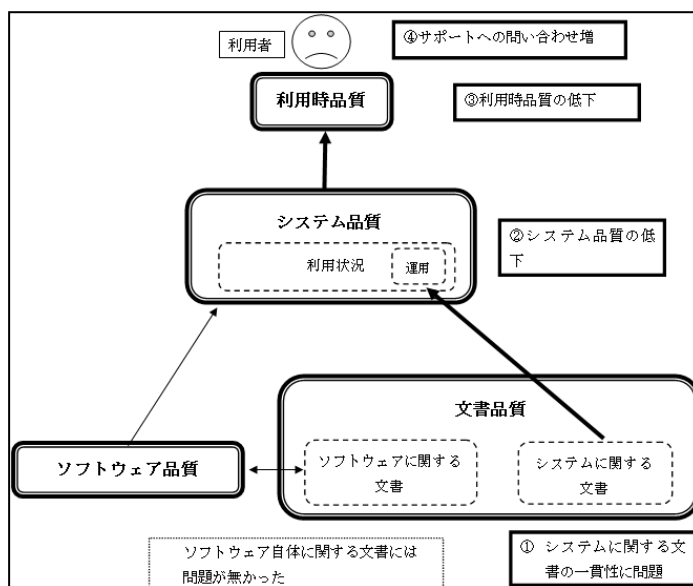 利用者
④サポートへの問い合わせ増
利用時品質
③利用時品質の低下
システム品質
利用状況
運用
②システム品質の低
下
文書品質
ソフトウェア品質
ソフトウェアに関する
文書
システムに関する
文書
ソフトウェア自体に関する文書には
問題が無かった
① システムに関する文
書の一貫性に問題